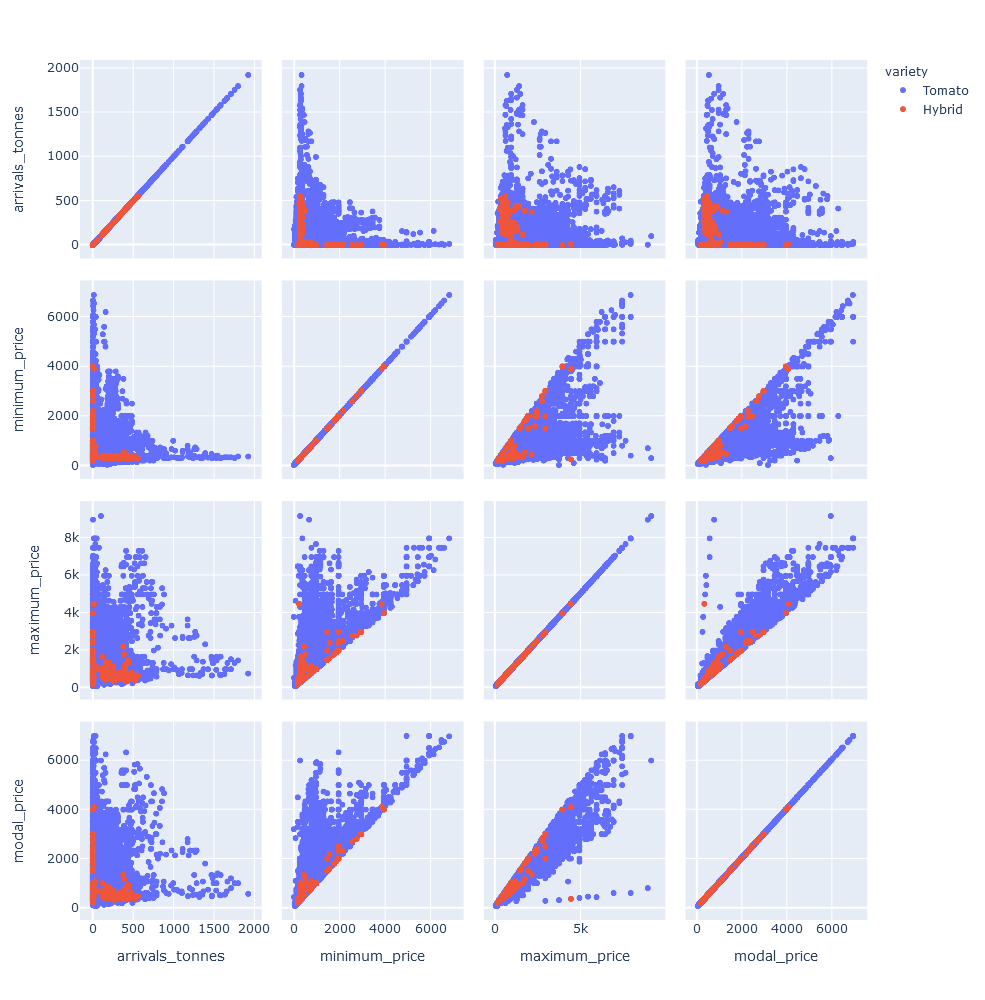 variety
Tomato
Hybrid
arrivals_tonnes
2000
1500
1000
500
0
minimum_price
6000
4000
2000
0
maximum_price
8k
6k
4k
2k
0
modal_price
6000
4000
2000
0
0 500 1000 1500 2000 0 2000 4000 6000 0 5k 0 2000 4000 6000
arrivals_tonnes minimum_price maximum_price modal_price